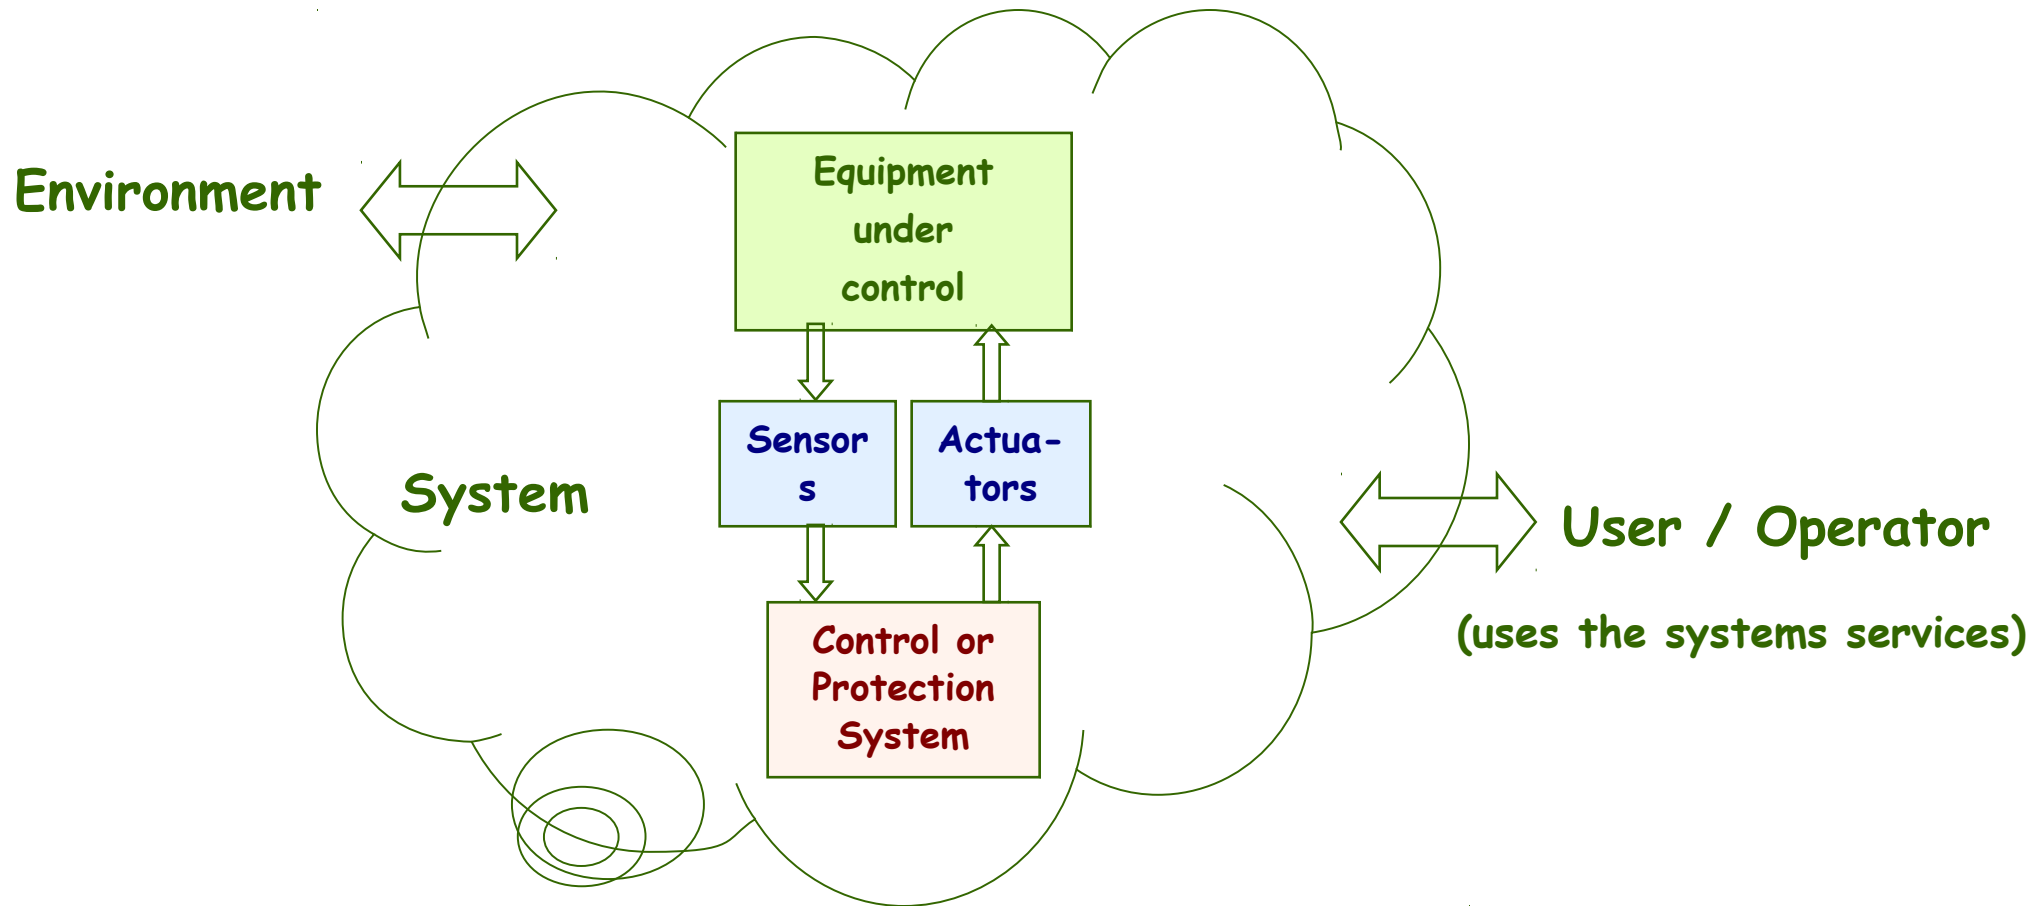 Environment
Equipment
under
control
Sensor
s
Actua-
tors
System
User / Operator
(uses the systems services)
Control or
Protection
System